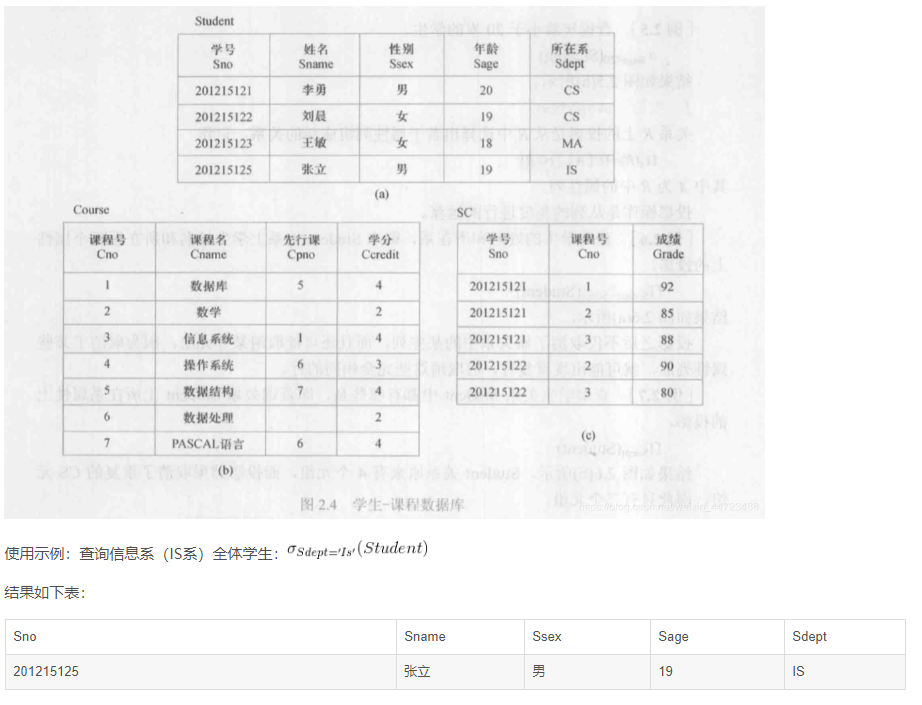 Student
学号 姓名 性别 年龄 所在系
Sno Sname Ssex Sage Sdept
201215121 李勇 男 20 CS
201215122 刘晨 女 19 CS
201215123 王敏 女 18 MA
201215125 张立 男 19 IS
(a)
Course
课程号 课程名 先行课 学分
Cno Cname Cpno Ccredit
1 数据库 5 4
2 数学 2
3 信息系统 1 4
4 操作系统 6 3
5 数据结构 7 4
6 数据处理 2
7 PASCAL语言 6 4
(b)
SC
学号 课程号 成绩
Sno Cno Grade
201215121 1 92
201215121 2 85
201215121 3 88
201215122 2 90
201215122 3 80
(c)
图 2.4 学生-课程数据库
使用示例：查询信息系（IS系）全体学生：σSdept='Is'(Student)
结果如下表：
Sno Sname Ssex Sage Sdept
201215125 张立 男 19 IS